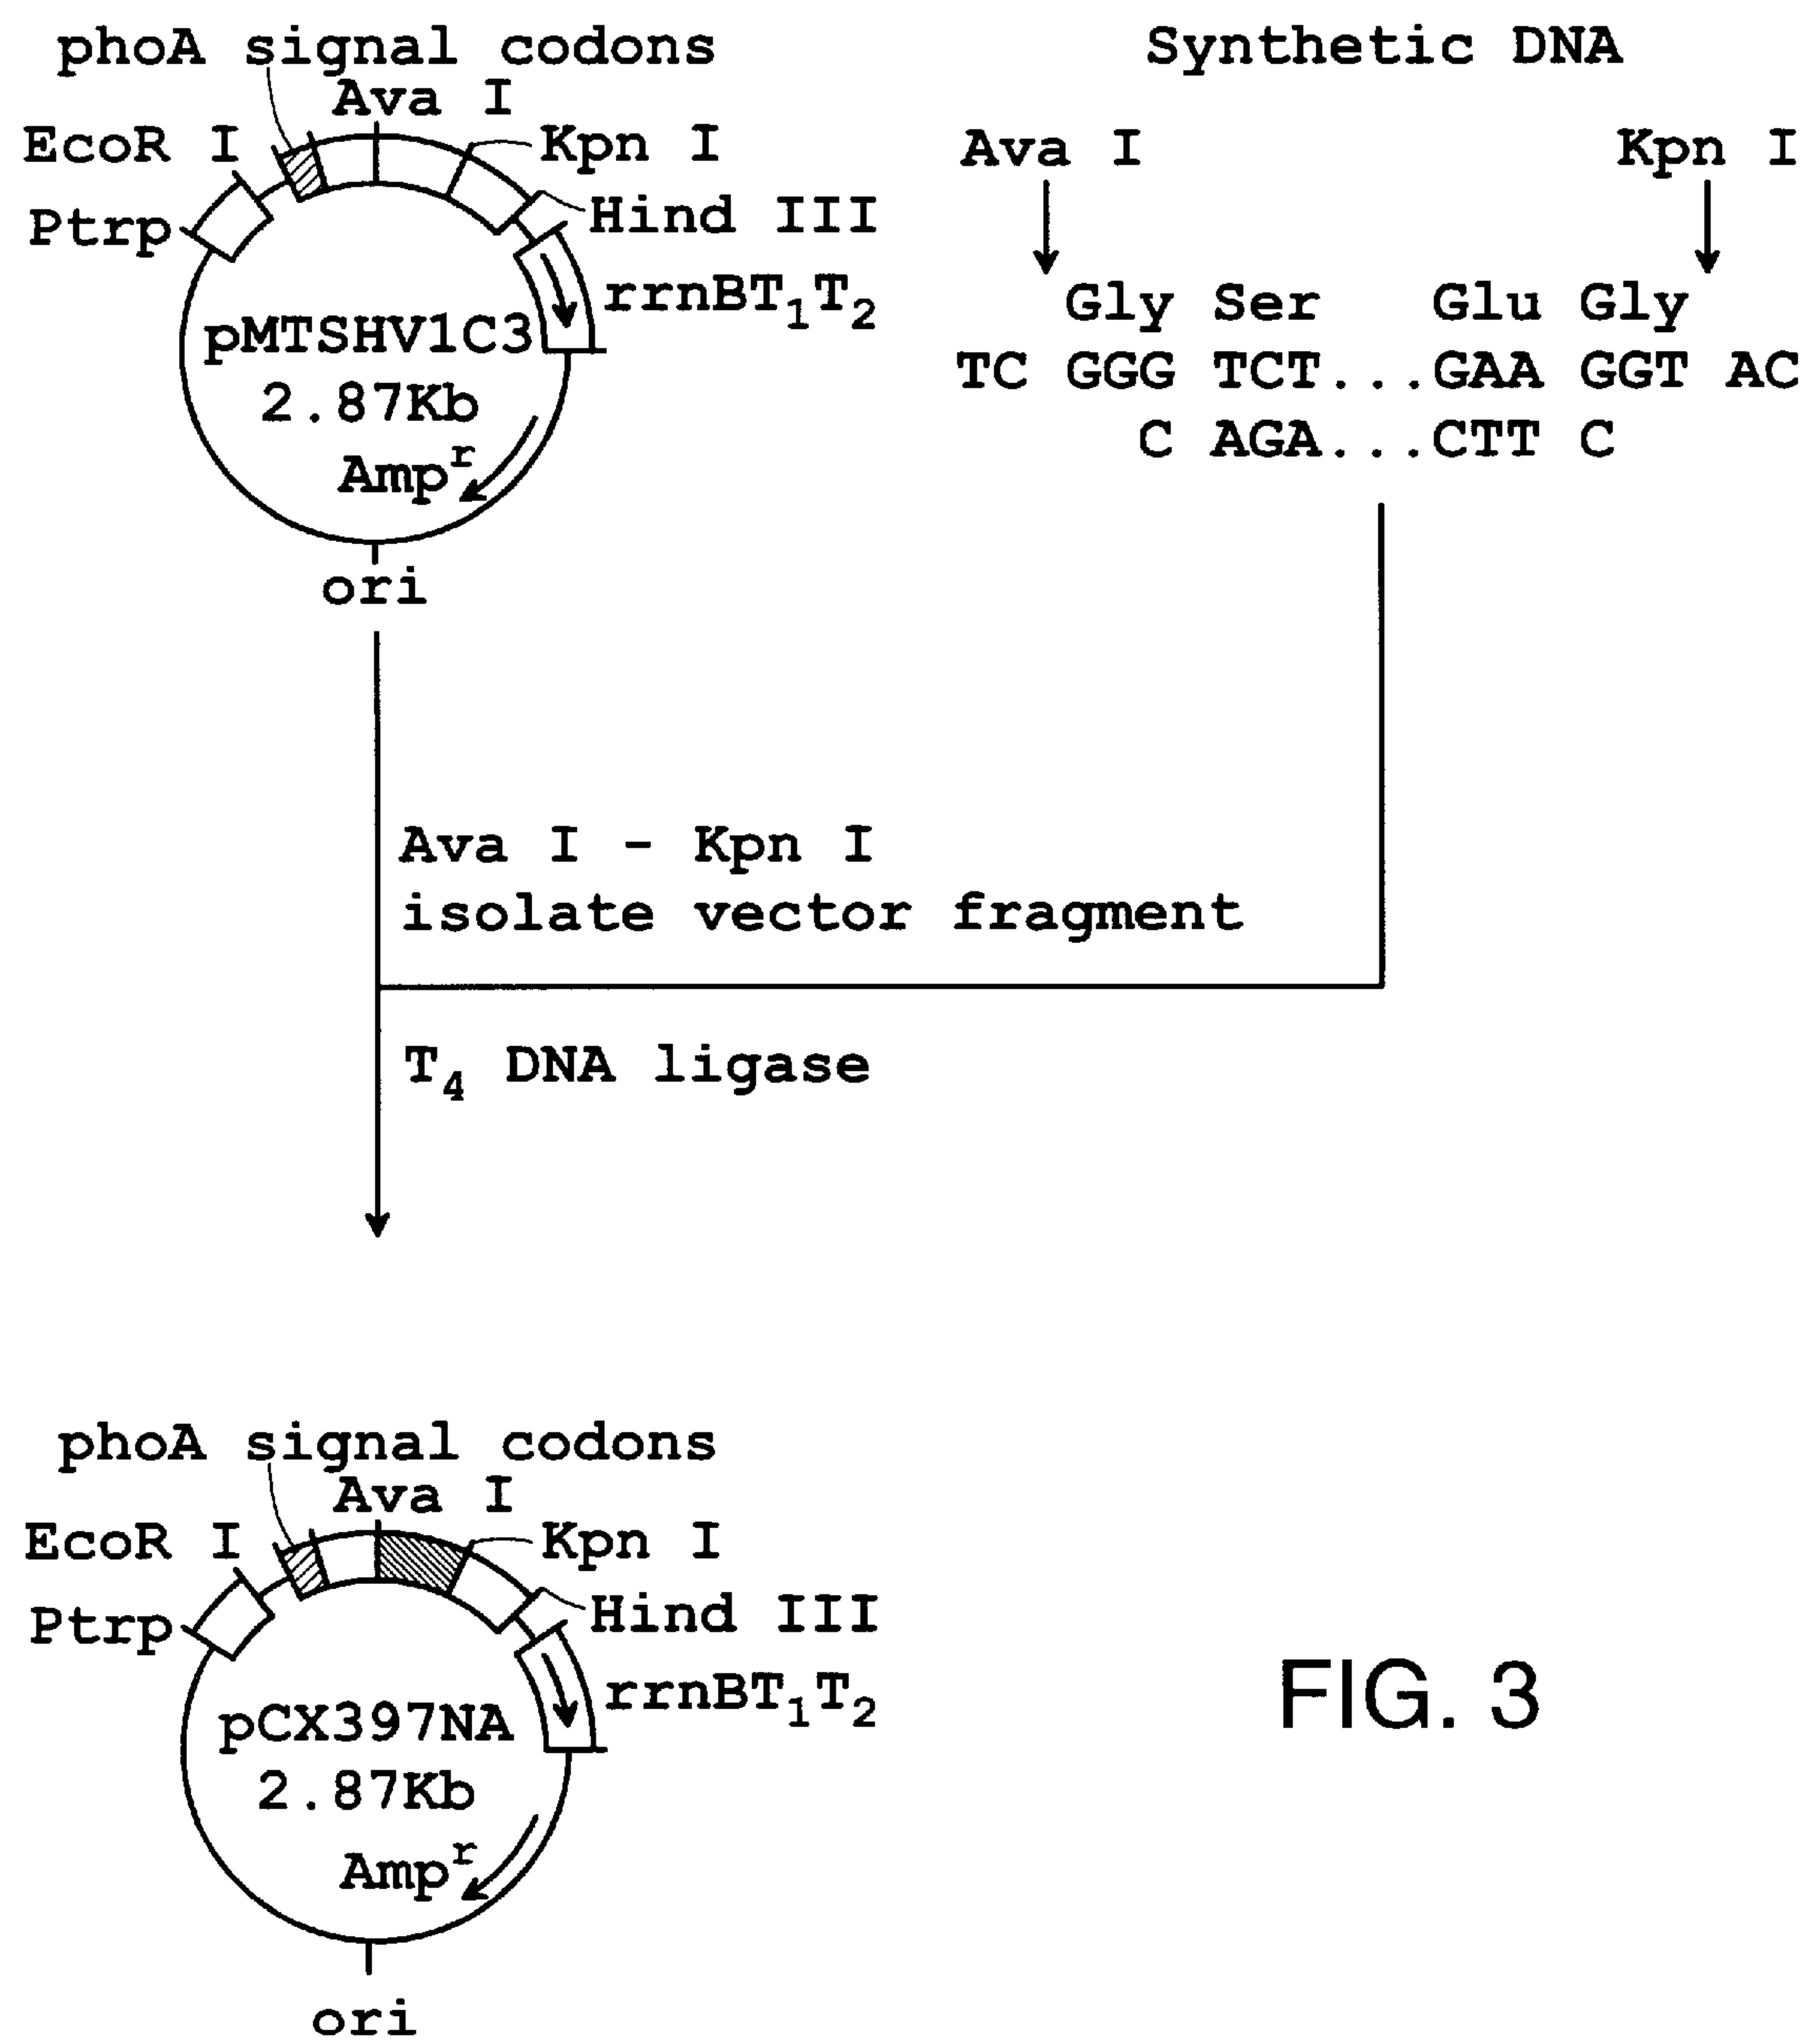 phoA signal codons
Ava I
EcoR I
Kpn I
Ptrp
Hind III
rrnBT₁T₂
pMTSHV1C3
2.87Kb
Ampʳ
ori
Synthetic DNA
Ava I
Kpn I
Gly Ser Glu Gly
TC GGG TCT...GAA GGT AC
C AGA...CTT C
Ava I - Kpn I
isolate vector fragment
T₄ DNA ligase
phoA signal codons
Ava I
EcoR I
Kpn I
Ptrp
Hind III
rrnBT₁T₂
pCX397NA
2.87Kb
Ampʳ
ori
FIG. 3